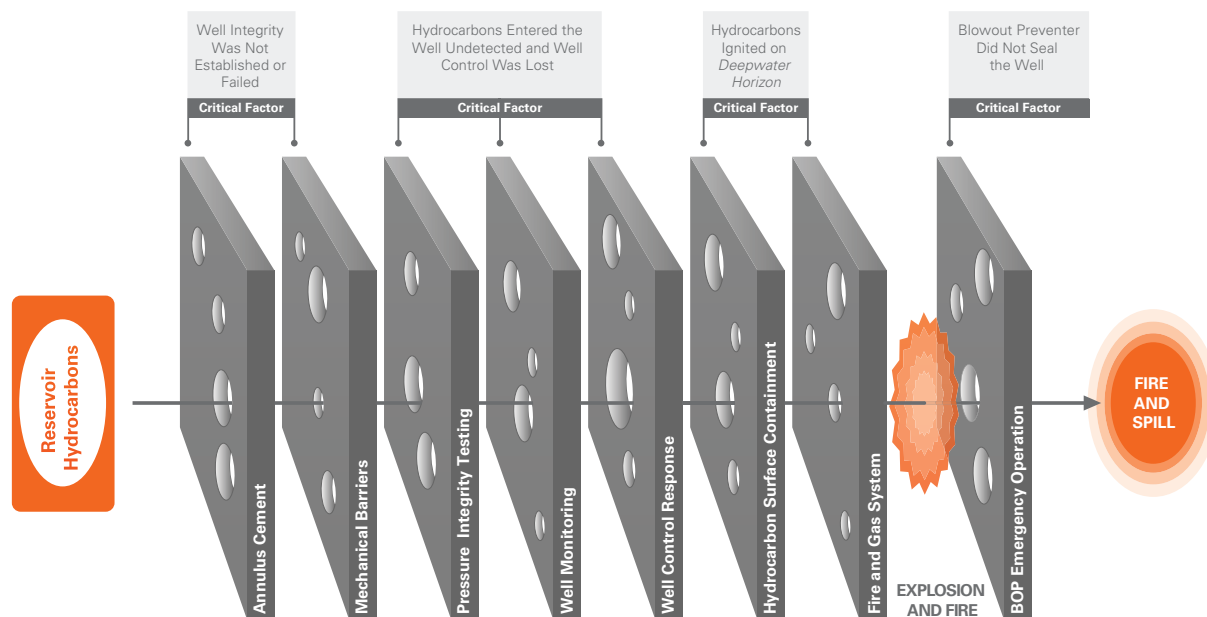 Well Integrity
Was Not
Established or
Failed
Critical Factor
Hydrocarbons Entered the
Well Undetected and Well
Control Was Lost
Critical Factor
Hydrocarbons
Ignited on
Deepwater
Horizon
Critical Factor
Blowout Preventer
Did Not Seal
the Well
Critical Factor
Reservoir
Hydrocarbons
Annulus Cement
Mechanical Barriers
Pressure Integrity Testing
Well Monitoring
Well Control Response
Hydrocarbon Surface Containment
Fire and Gas System
EXPLOSION
AND FIRE
BOP Emergency Operation
FIRE
AND
SPILL